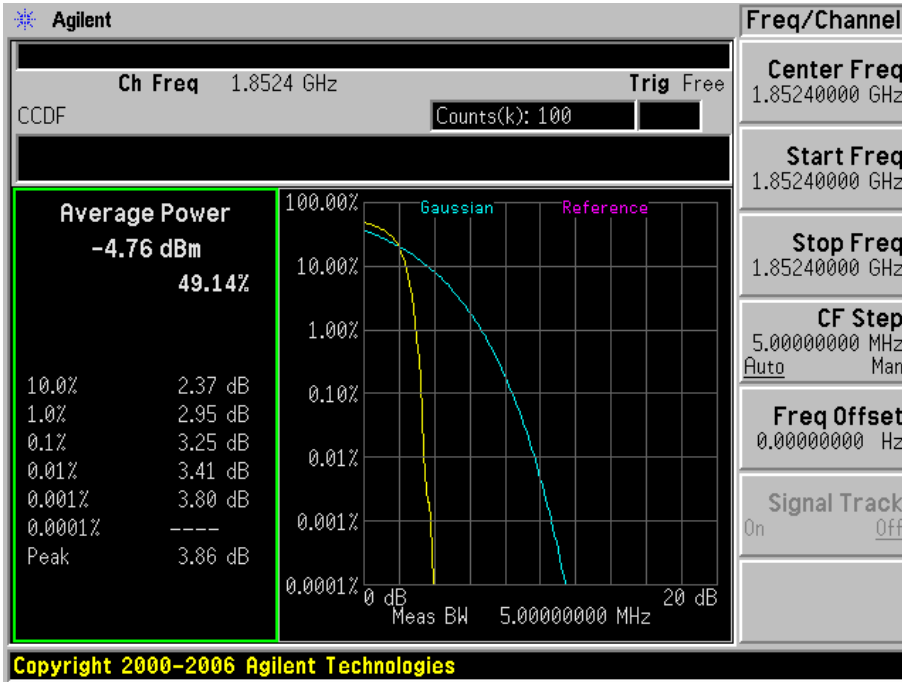 Agilent
Freq/Channel
Ch Freq 1.8524 GHz Trig Free
CCDF Counts(k): 100
Average Power
-4.76 dBm
49.14%
10.0% 2.37 dB
1.0% 2.95 dB
0.1% 3.25 dB
0.01% 3.41 dB
0.001% 3.80 dB
0.0001% ----
Peak 3.86 dB
Gaussian Reference
100.00%
10.00%
1.00%
0.10%
0.01%
0.001%
0.0001%
0 dB 20 dB
Meas BW 5.00000000 MHz
Center Freq
1.85240000 GHz
Start Freq
1.85240000 GHz
Stop Freq
1.85240000 GHz
CF Step
5.00000000 MHz
Auto Man
Freq Offset
0.00000000 Hz
Signal Track
On Off
Copyright 2000-2006 Agilent Technologies